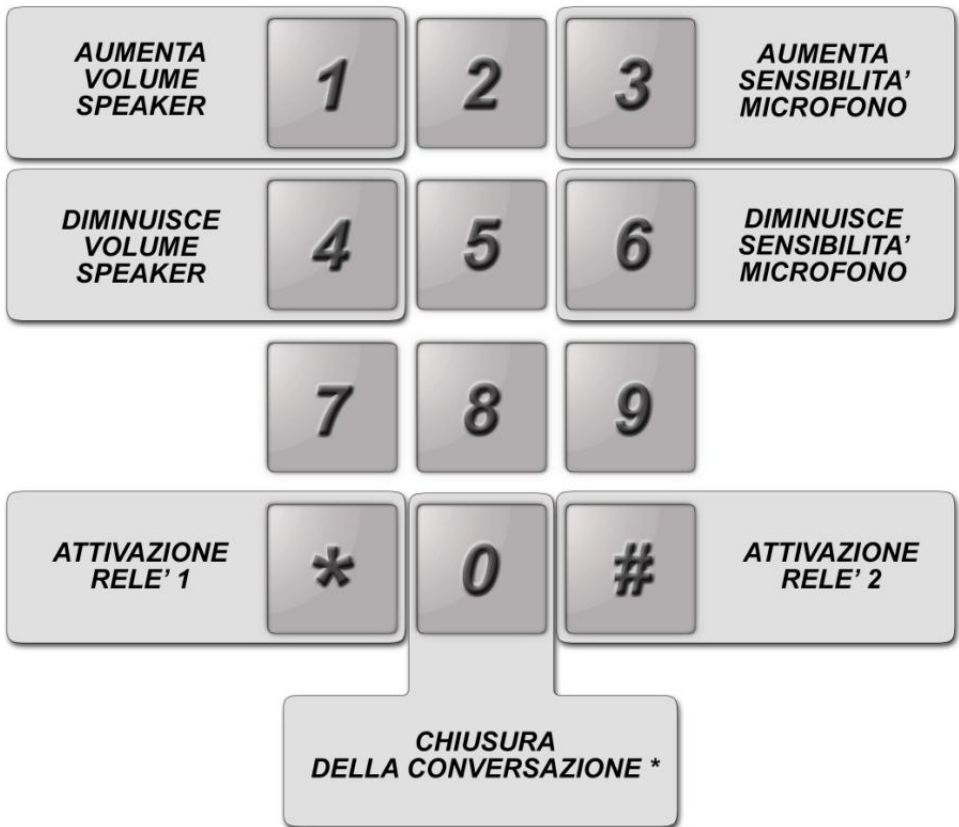 AUMENTA
VOLUME
SPEAKER
1
2
3
AUMENTA
SENSIBILITA'
MICROFONO
DIMINUISCE
VOLUME
SPEAKER
4
5
6
DIMINUISCE
SENSIBILITA'
MICROFONO
7
8
9
ATTIVAZIONE
RELE' 1
*
0
#
ATTIVAZIONE
RELE' 2
CHIUSURA
DELLA CONVERSAZIONE *